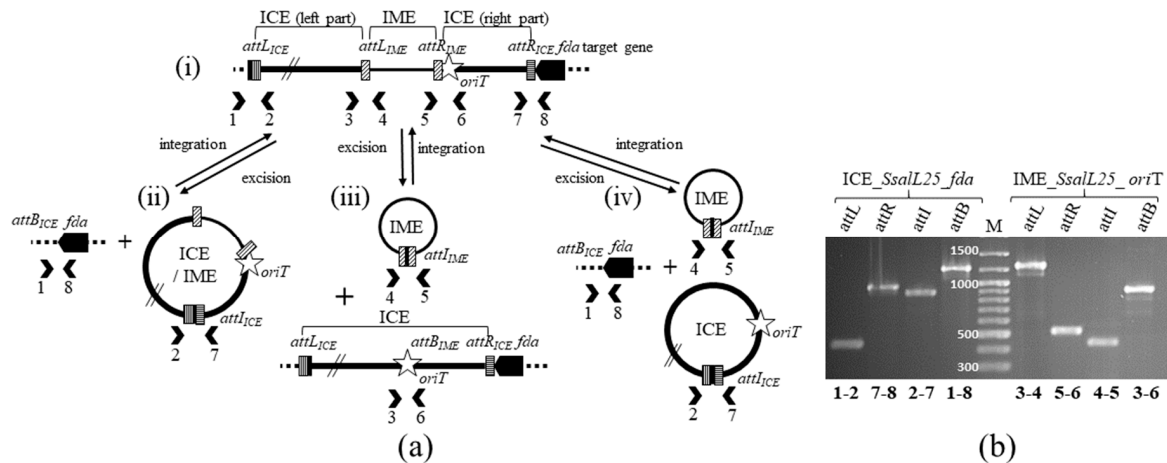 ICE (left part) IME ICE (right part)
attL_ICE attL_IME attR_IME attR_ICE fda target gene
(i)
oriT
1 2 3 4 5 6 7 8
integration
excision
excision
integration
integration
excision
(ii)
attB_ICE fda
+
1 8
ICE
/ IME
oriT
attI_ICE
2 7
(iii)
IME
attI_IME
4 5
+
ICE
attL_ICE attB_IME attR_ICE fda
oriT
3 6
(iv)
IME
attI_IME
4 5
attB_ICE fda
+
1 8
ICE
oriT
attI_ICE
2 7
(a)
ICE_SsalL25_fda IME_SsalL25_oriT
attL attR attI attB M attL attR attI attB
1500
1000
500
300
1-2 7-8 2-7 1-8 3-4 5-6 4-5 3-6
(b)